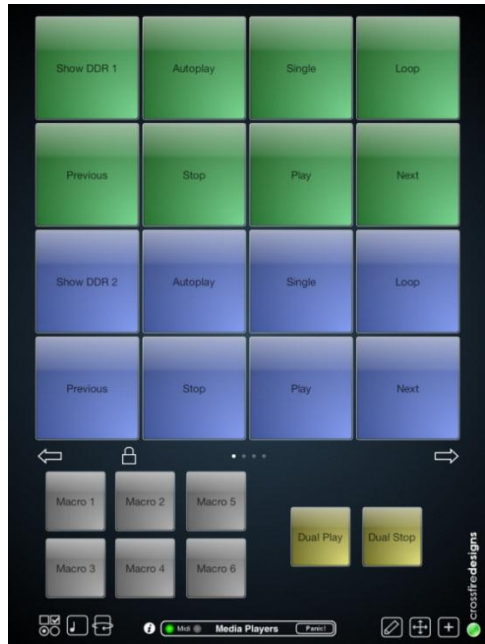 Show DDR 1 Autoplay Single Loop
Previous Stop Play Next
Show DDR 2 Autoplay Single Loop
Previous Stop Play Next
Macro 1 Macro 2 Macro 5
Dual Play Dual Stop
Macro 3 Macro 4 Macro 6
i Midi Media Players Panic!
crossfiredesigns